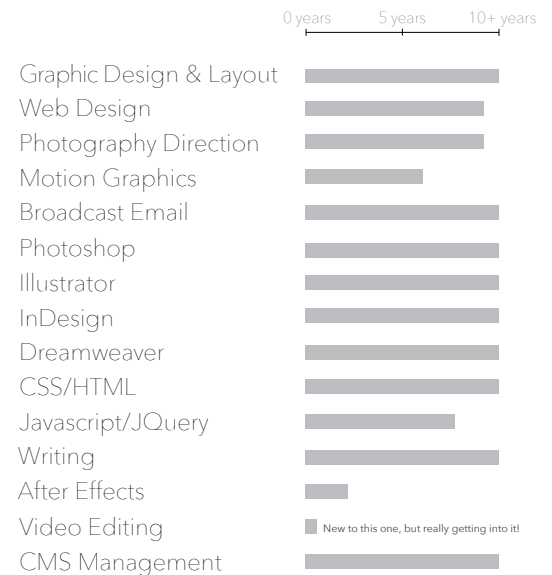 0 years 5 years 10+ years
Graphic Design & Layout
Web Design
Photography Direction
Motion Graphics
Broadcast Email
Photoshop
Illustrator
InDesign
Dreamweaver
CSS/HTML
Javascript/JQuery
Writing
After Effects
Video Editing New to this one, but really getting into it!
CMS Management